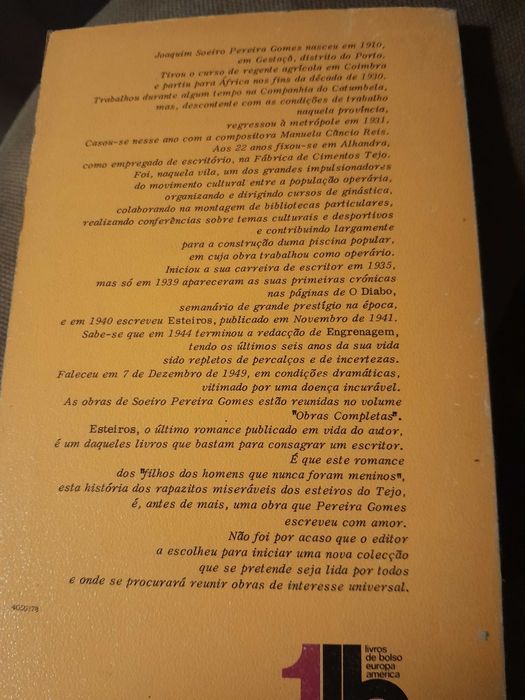 Joaquim Soeiro Pereira Gomes nasceu em 1910,
em Gestaçô, distrito do Porto.
Tirou o curso de regente agrícola em Coimbra
e partiu para África nos fins da década de 1930.
Trabalhou durante algum tempo na Companhia do Catumbela,
mas, descontente com as condições de trabalho
naquela província,
regressou à metrópole em 1931.
Casou-se nesse ano com a compositora Manuela Câncio Reis.
Aos 22 anos fixou-se em Alhandra,
como empregado de escritório, na Fábrica de Cimentos Tejo.
Foi, naquela vila, um dos grandes impulsionadores
do movimento cultural entre a população operária,
organizando e dirigindo cursos de ginástica,
colaborando na montagem de bibliotecas particulares,
realizando conferências sobre temas culturais e desportivos
e contribuindo largamente
para a construção duma piscina popular,
em cuja obra trabalhou como operário.
Iniciou a sua carreira de escritor em 1935,
mas só em 1939 apareceram as suas primeiras crónicas
nas páginas de O Diabo,
semanário de grande prestígio na época,
e em 1940 escreveu Esteiros, publicado em Novembro de 1941.
Sabe-se que em 1944 terminou a redacção de Engrenagem,
tendo os últimos seis anos da sua vida
sido repletos de percalços e de incertezas.
Faleceu em 7 de Dezembro de 1949, em condições dramáticas,
vitimado por uma doença incurável.
As obras de Soeiro Pereira Gomes estão reunidas no volume
"Obras Completas".
Esteiros, o último romance publicado em vida do autor,
é um daqueles livros que bastam para consagrar um escritor.
É que este romance
dos "filhos dos homens que nunca foram meninos",
esta história dos rapazitos miseráveis dos esteiros do Tejo,
é, antes de mais, uma obra que Pereira Gomes
escreveu com amor.
Não foi por acaso que o editor
a escolheu para iniciar uma nova colecção
que se pretende seja lida por todos
e onde se procurará reunir obras de interesse universal.
livros
de bolso
europa
américa